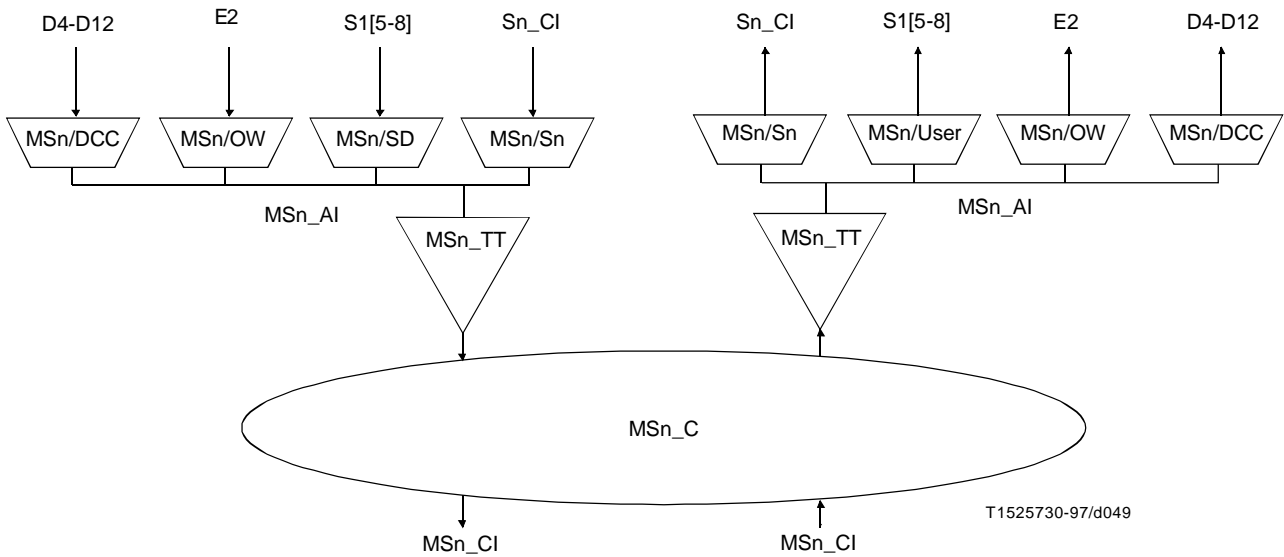 D4-D12 E2 S1[5-8] Sn_CI Sn_CI S1[5-8] E2 D4-D12
MSn/DCC MSn/OW MSn/SD MSn/Sn MSn/Sn MSn/User MSn/OW MSn/DCC
MSn_AI MSn_AI
MSn_TT MSn_TT
MSn_C
T1525730-97/d049
MSn_CI MSn_CI